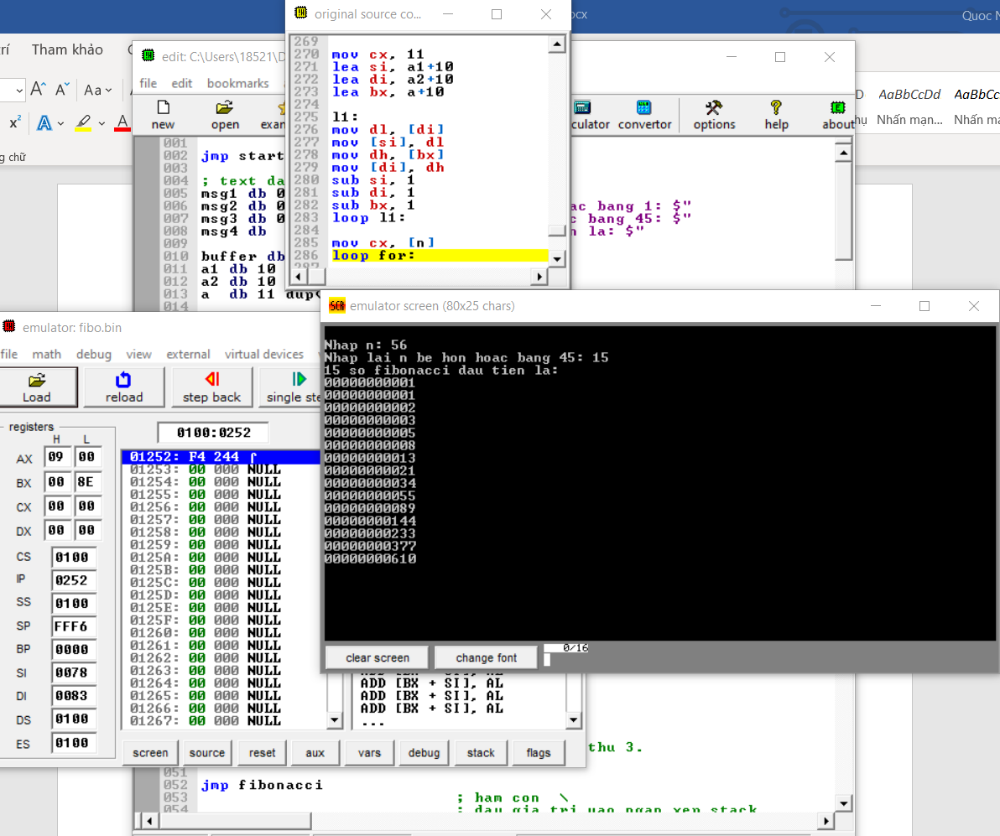 ocx
Quoc N
Tham khảo
Aa
AaBbCcDd
AaBbCc
Nhấn mạn...
Nhấn mạ
g chữ
original source co...
269
270 mov cx, 11
271 lea si, a1+10
272 lea di, a2+10
273 lea bx, a+10
274
275 l1:
276 mov dl, [di]
277 mov [si], dl
278 mov dh, [bx]
279 mov [di], dh
280 sub si, 1
281 sub di, 1
282 sub bx, 1
283 loop l1:
284
285 mov cx, [n]
286 loop for:
287
edit: C:\Users\18521\D
file edit bookmarks
new open exam culator convertor options help about
001
002 jmp start
003
004 ; text da
005 msg1 db 0
006 msg2 db 0 ac bang 1: $"
007 msg3 db 0 c bang 45: $"
008 msg4 db n la: $"
009
010 buffer db
011 a1 db 10
012 a2 db 10
013 a db 11 dup<
014
emulator screen (80x25 chars)
Nhap n: 56
Nhap lai n be hon hoac bang 45: 15
15 so fibonacci dau tien la:
00000000001
00000000001
00000000002
00000000003
00000000005
00000000008
00000000013
00000000021
00000000034
00000000055
00000000089
00000000144
00000000233
00000000377
00000000610
clear screen change font 0/16
emulator: fibo.bin
file math debug view external virtual devices
Load reload step back single ste
registers
H L
AX 09 00
BX 00 8E
CX 00 00
DX 00 00
CS 0100
IP 0252
SS 0100
SP FFF6
BP 0000
SI 0078
DI 0083
DS 0100
ES 0100
0100:0252
01252: F4 244 ⌠
01253: 00 000 NULL
01254: 00 000 NULL
01255: 00 000 NULL
01256: 00 000 NULL
01257: 00 000 NULL
01258: 00 000 NULL
01259: 00 000 NULL
0125A: 00 000 NULL
0125B: 00 000 NULL
0125C: 00 000 NULL
0125D: 00 000 NULL
0125E: 00 000 NULL
0125F: 00 000 NULL
01260: 00 000 NULL
01261: 00 000 NULL
01262: 00 000 NULL
01263: 00 000 NULL
01264: 00 000 NULL
01265: 00 000 NULL
01266: 00 000 NULL
01267: 00 000 NULL
ADD [BX + SI], AL
ADD [BX + SI], AL
ADD [BX + SI], AL
ADD [BX + SI], AL
...
screen source reset aux vars debug stack flags
thu 3.
051
052 jmp fibonacci
053 ; ham con \
054 ; dau gia tri vao ngan xep stack